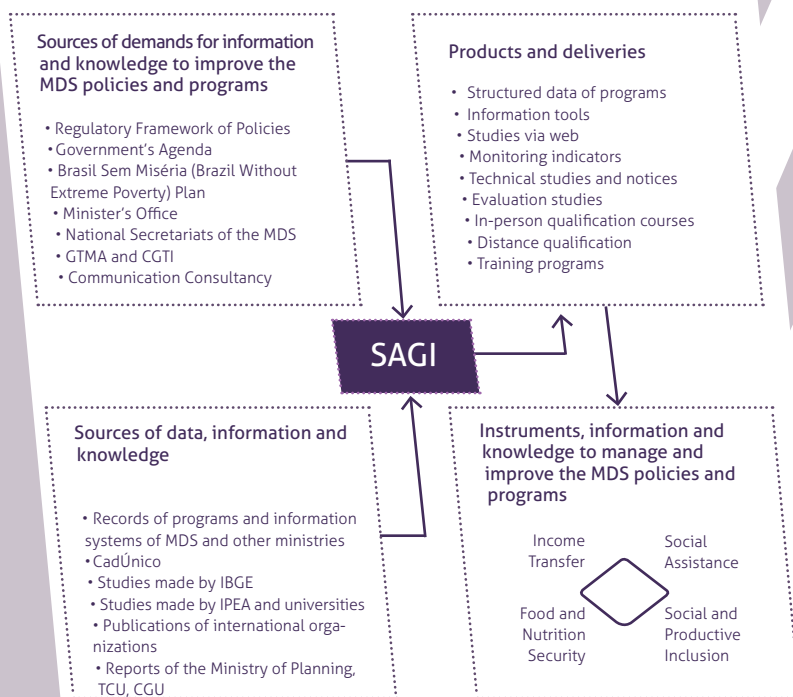 Sources of demands for information
and knowledge to improve the
MDS policies and programs
• Regulatory Framework of Policies
• Government's Agenda
• Brasil Sem Miséria (Brazil Without
Extreme Poverty) Plan
• Minister's Office
• National Secretariats of the MDS
• GTMA and CGTI
• Communication Consultancy
Products and deliveries
• Structured data of programs
• Information tools
• Studies via web
• Monitoring indicators
• Technical studies and notices
• Evaluation studies
• In-person qualification courses
• Distance qualification
• Training programs
SAGI
Sources of data, information and
knowledge
• Records of programs and information
systems of MDS and other ministries
• CadÚnico
• Studies made by IBGE
• Studies made by IPEA and universities
• Publications of international orga-
nizations
• Reports of the Ministry of Planning,
TCU, CGU
Instruments, information and
knowledge to manage and
improve the MDS policies and
programs
Income
Transfer
Social
Assistance
Food and
Nutrition
Security
Social and
Productive
Inclusion